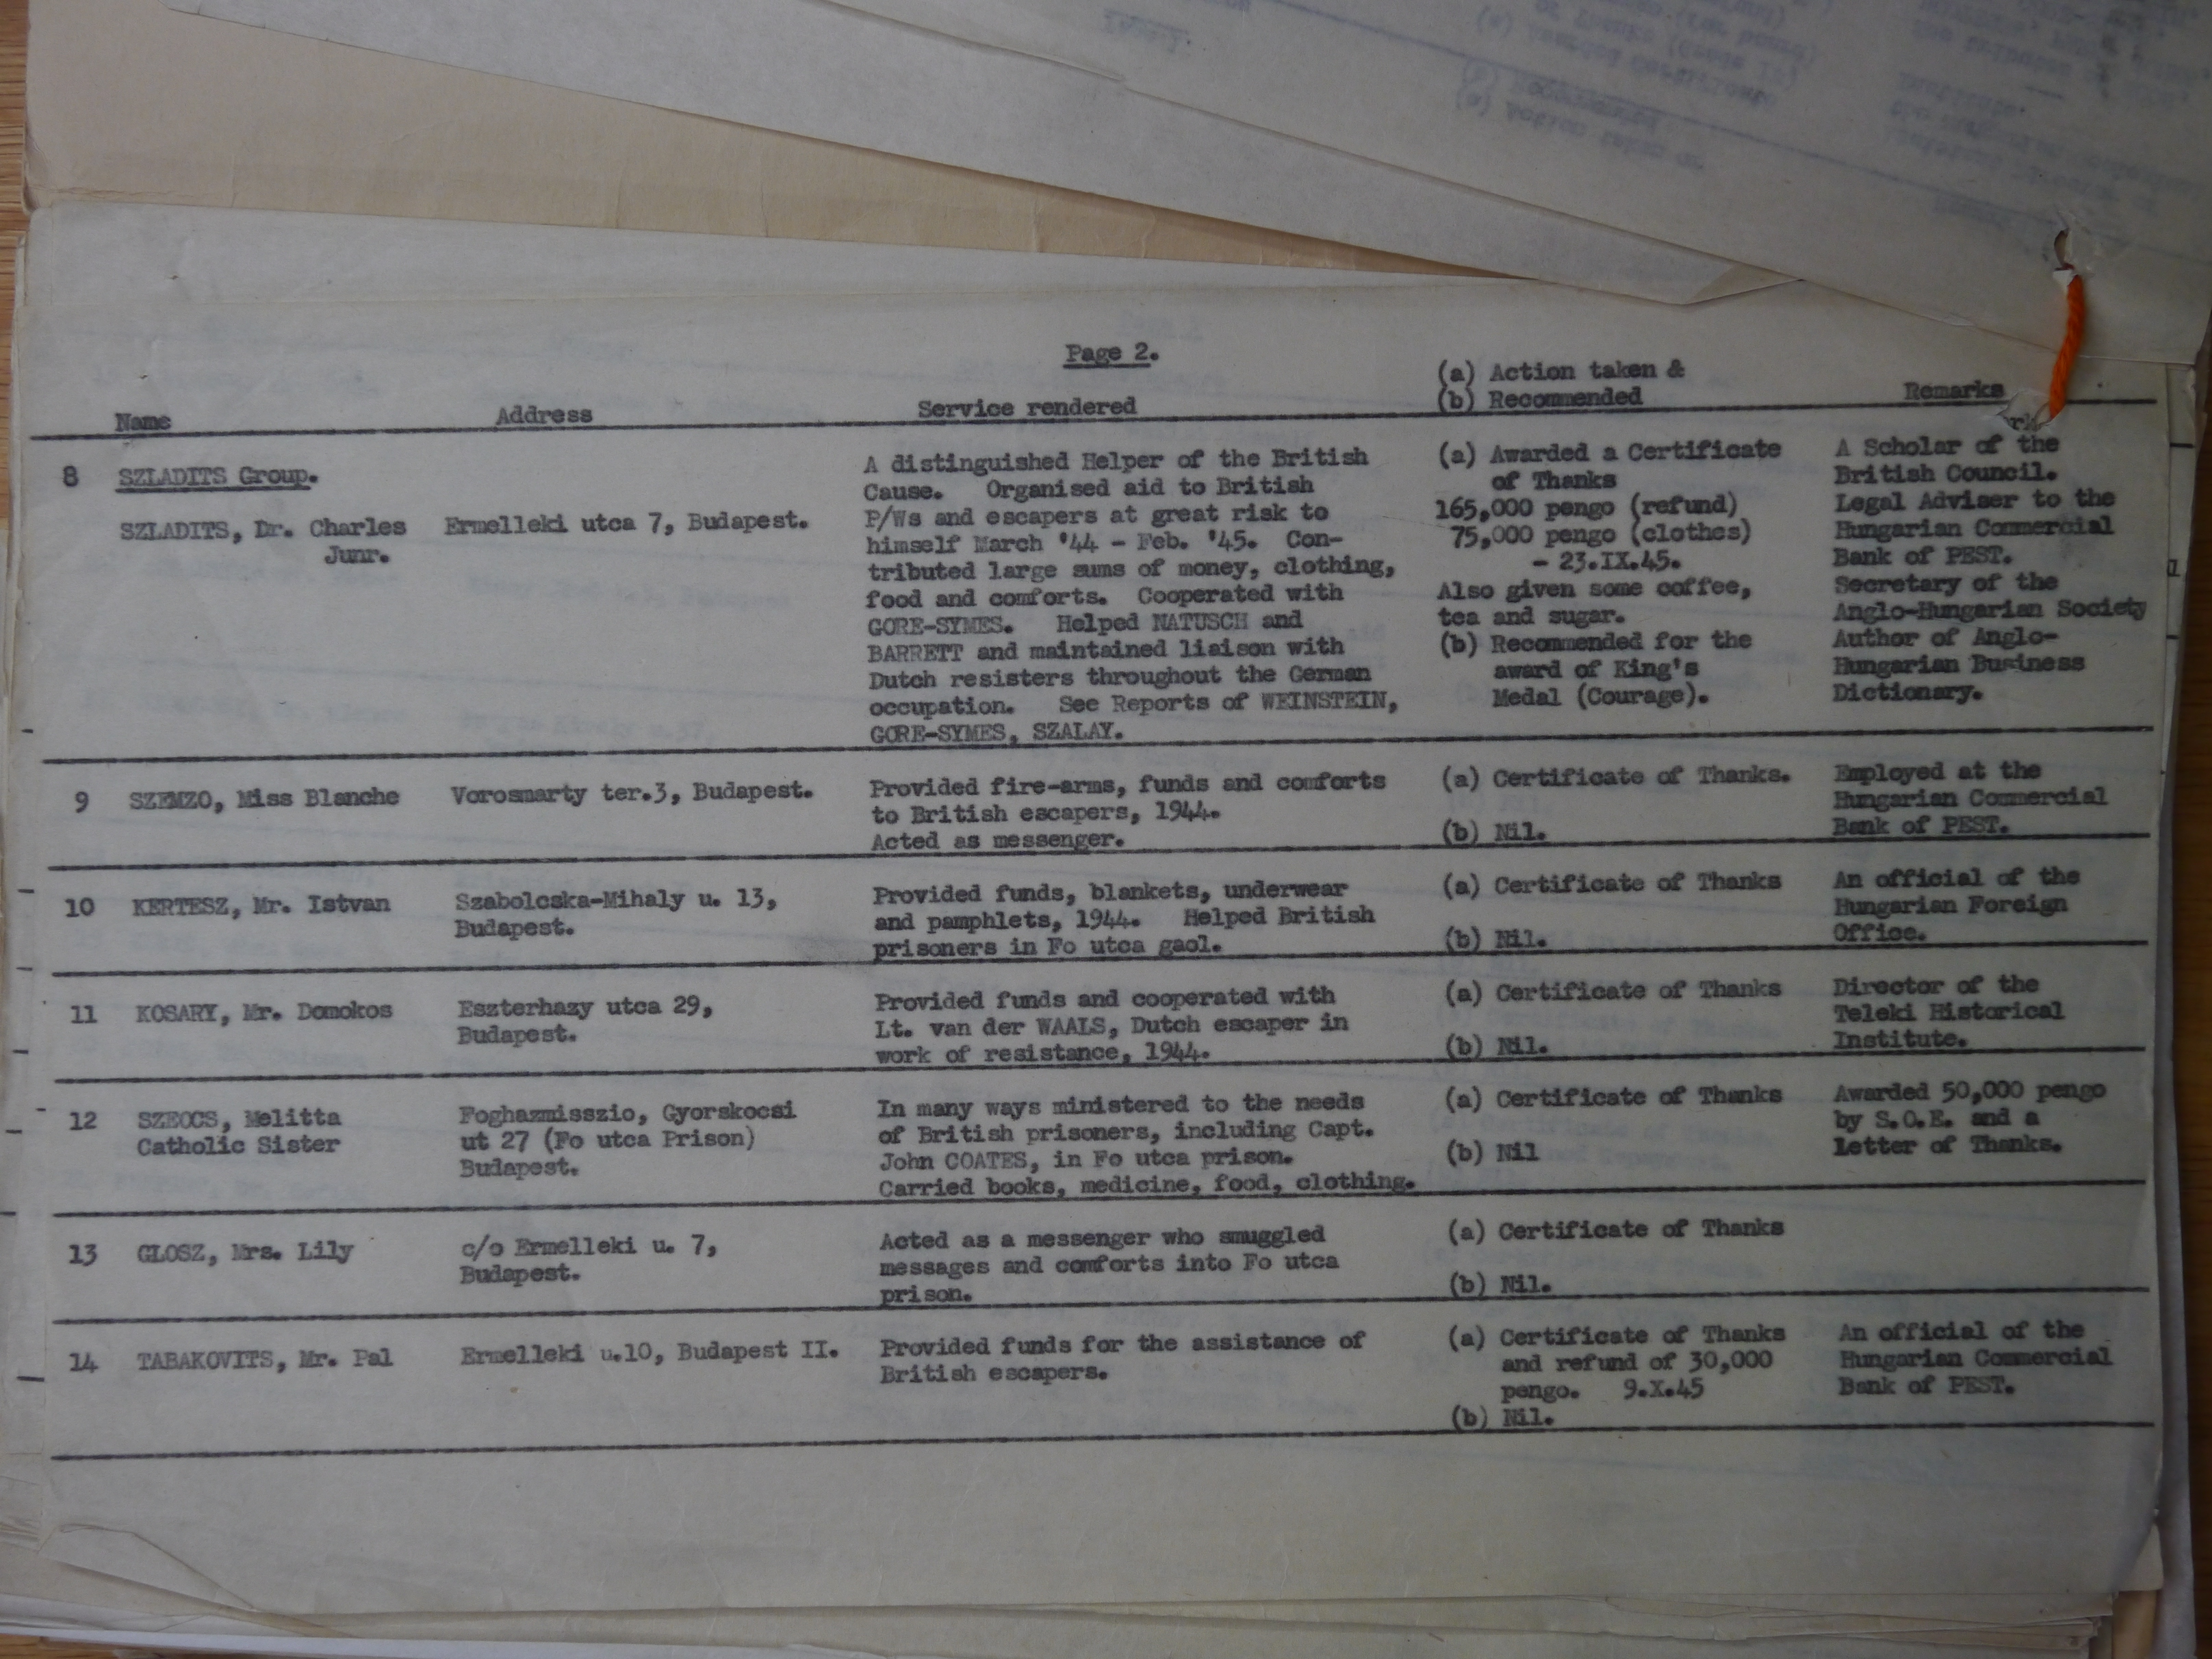 Page 2.
Name
Address
Service rendered
(a) Action taken &
(b) Recommended
Remarks
8
SZLADITS Group.
SZLADITS, Dr. Charles
Junr.
Ermelleki utca 7, Budapest.
A distinguished Helper of the British
Cause. Organised aid to British
P/Ws and escapers at great risk to
himself March '44 - Feb. '45. Con-
tributed large sums of money, clothing,
food and comforts. Cooperated with
GORE-SYMES. Helped NATUSCH and
BARRETT and maintained liaison with
Dutch resisters throughout the German
occupation. See Reports of WEINSTEIN,
GORE-SYMES, SZALAY.
(a) Awarded a Certificate
of Thanks
165,000 pengo (refund)
75,000 pengo (clothes)
- 23.IX.45.
Also given some coffee,
tea and sugar.
(b) Recommended for the
award of King's
Medal (Courage).
A Scholar of the
British Council.
Legal Adviser to the
Hungarian Commercial
Bank of PEST.
Secretary of the
Anglo-Hungarian Society
Author of Anglo-
Hungarian Business
Dictionary.
9
SZEMZO, Miss Blanche
Vorosmarty ter.3, Budapest.
Provided fire-arms, funds and comforts
to British escapers, 1944.
Acted as messenger.
(a) Certificate of Thanks.
(b) Nil.
Employed at the
Hungarian Commercial
Bank of PEST.
10
KERTESZ, Mr. Istvan
Szabolcska-Mihaly u. 13,
Budapest.
Provided funds, blankets, underwear
and pamphlets, 1944. Helped British
prisoners in Fo utca gaol.
(a) Certificate of Thanks
(b) Nil.
An official of the
Hungarian Foreign
Office.
11
KOSARY, Mr. Domokos
Eszterhazy utca 29,
Budapest.
Provided funds and cooperated with
Lt. van der WAALS, Dutch escaper in
work of resistance, 1944.
(a) Certificate of Thanks
(b) Nil.
Director of the
Teleki Historical
Institute.
12
SZEOCS, Melitta
Catholic Sister
Foghazmisszio, Gyorskocsi
ut 27 (Fo utca Prison)
Budapest.
In many ways ministered to the needs
of British prisoners, including Capt.
John COATES, in Fo utca prison.
Carried books, medicine, food, clothing.
(a) Certificate of Thanks
(b) Nil
Awarded 50,000 pengo
by S.O.E. and a
Letter of Thanks.
13
GLOSZ, Mrs. Lily
c/o Ermelleki u. 7,
Budapest.
Acted as a messenger who smuggled
messages and comforts into Fo utca
prison.
(a) Certificate of Thanks
(b) Nil.
14
TABAKOVITS, Mr. Pal
Ermelleki u.10, Budapest II.
Provided funds for the assistance of
British escapers.
(a) Certificate of Thanks
and refund of 30,000
pengo. 9.X.45
(b) Nil.
An official of the
Hungarian Commercial
Bank of PEST.